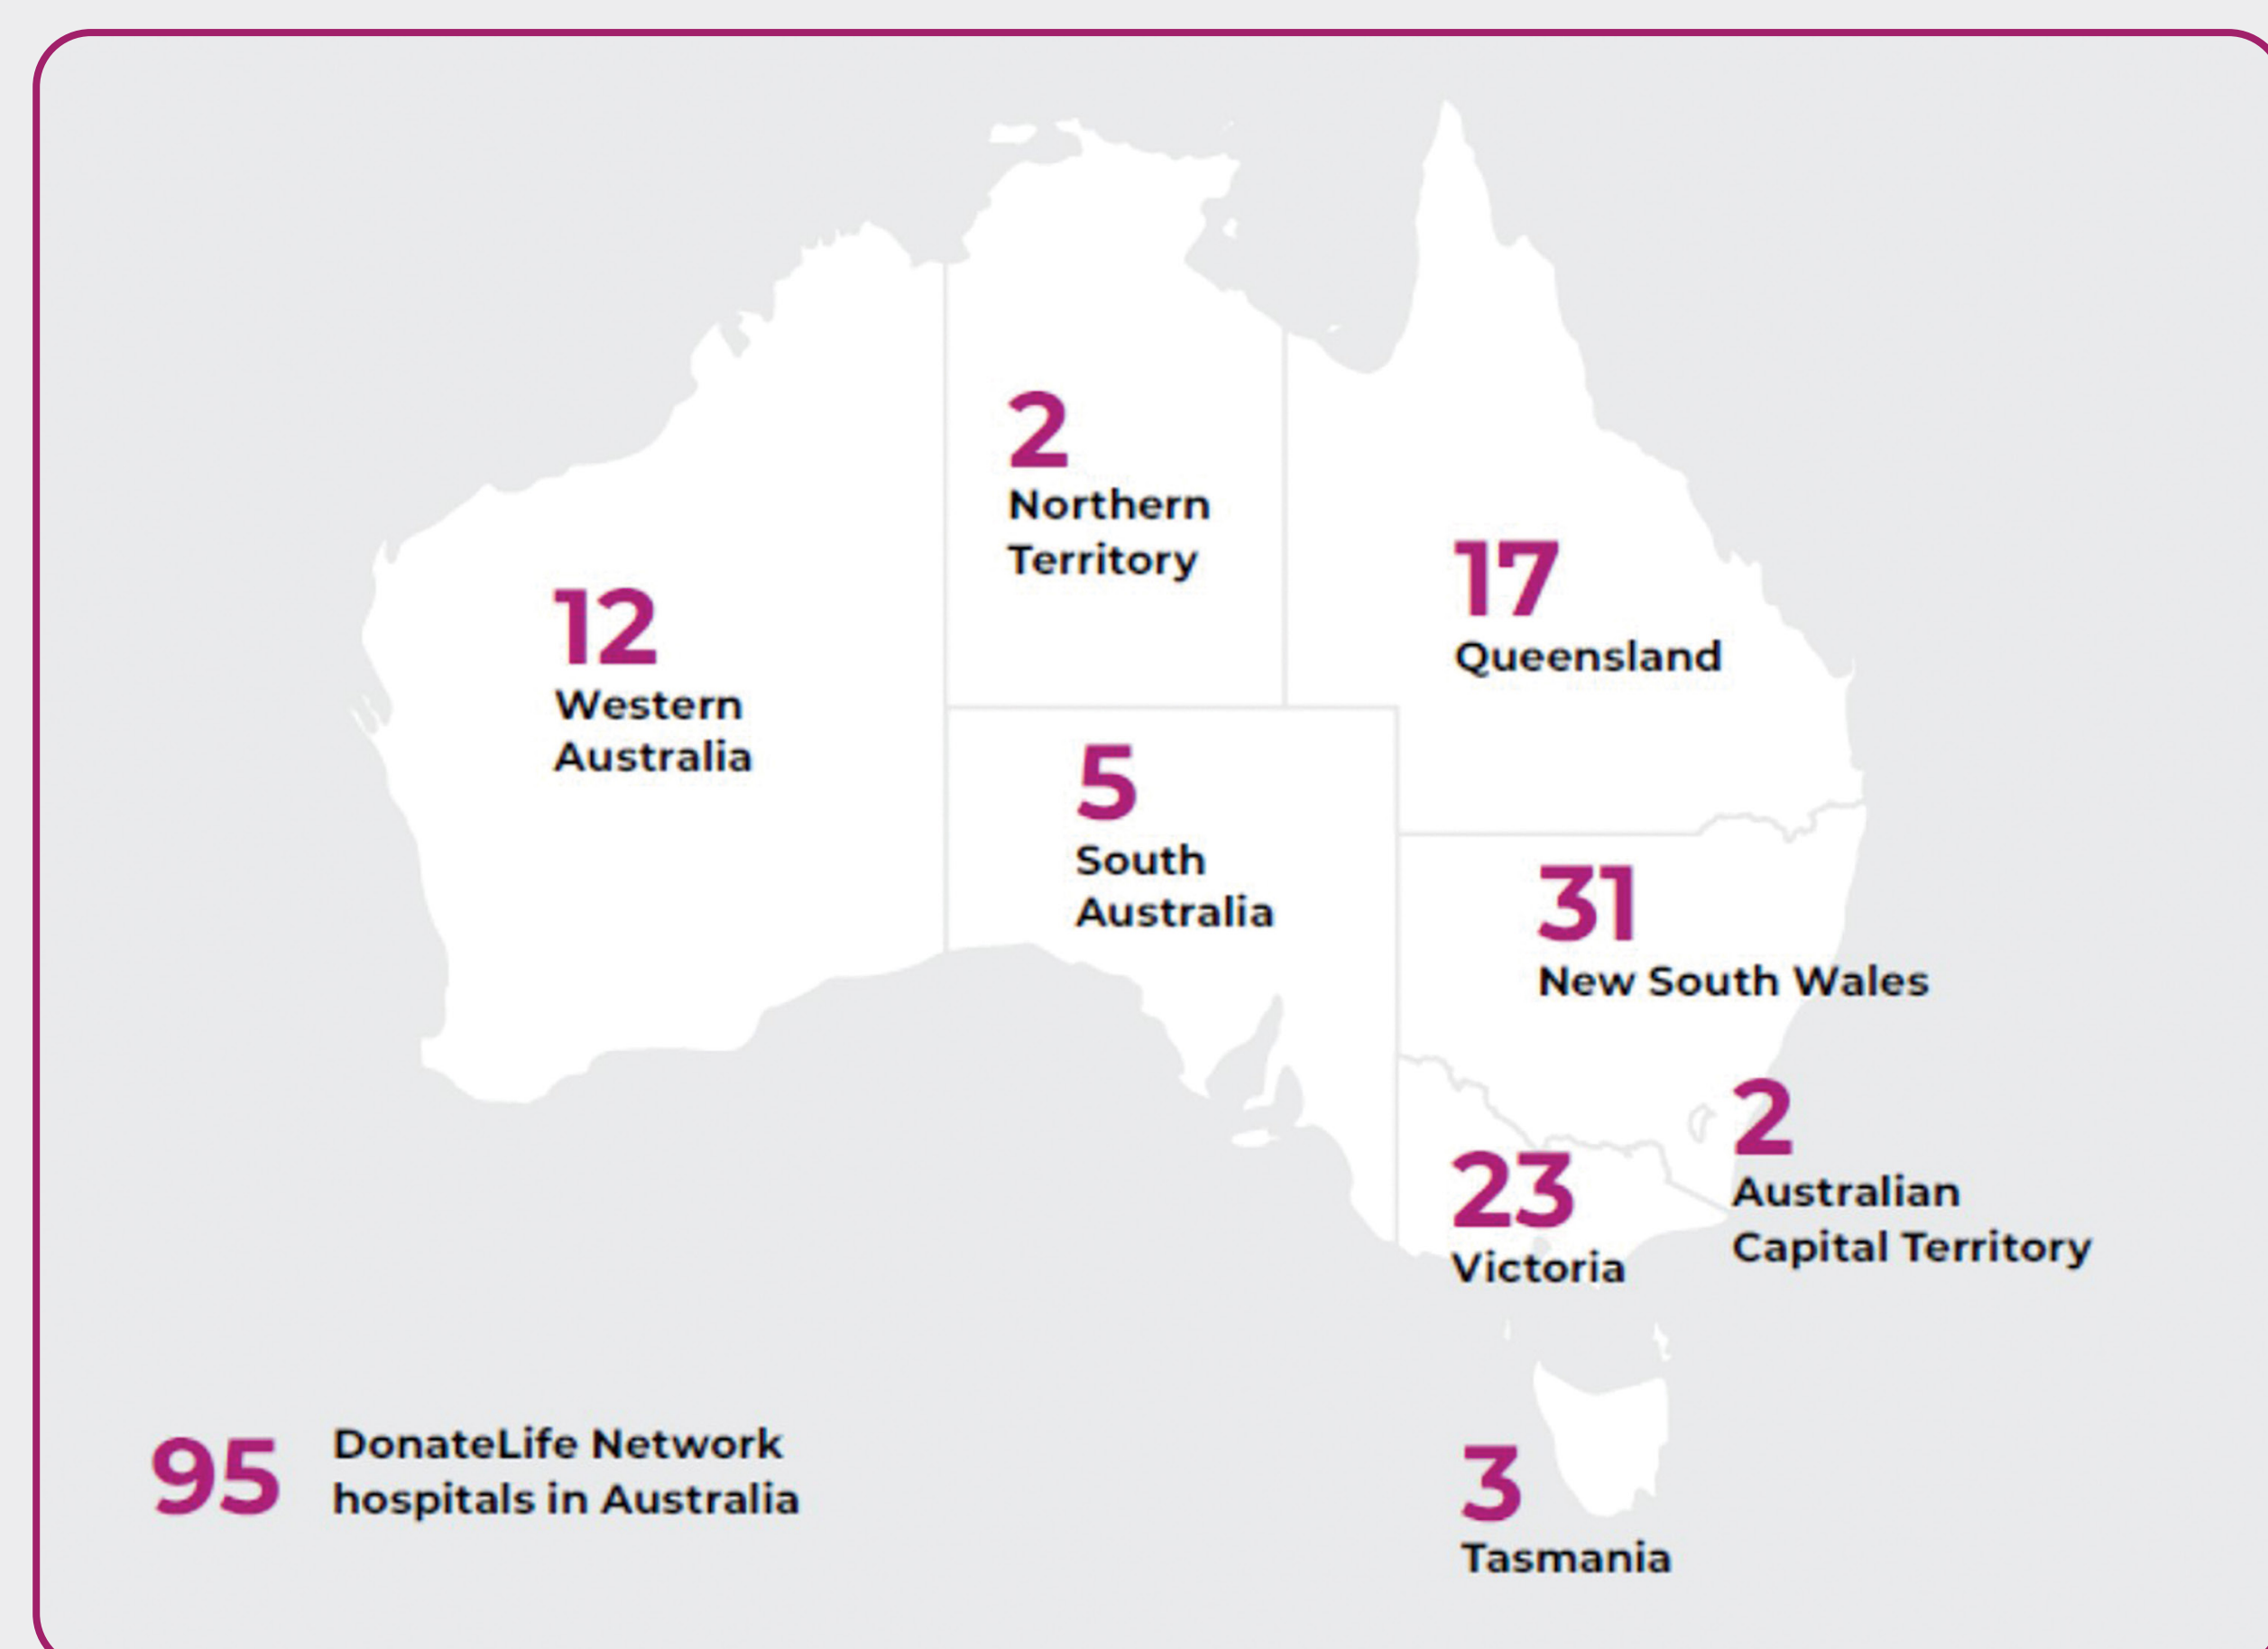 2
Northern
Territory
17
Queensland
12
Western
Australia
5
South
Australia
31
New South Wales
2
Australian
Capital Territory
23
Victoria
3
Tasmania
95
DonateLife Network
hospitals in Australia